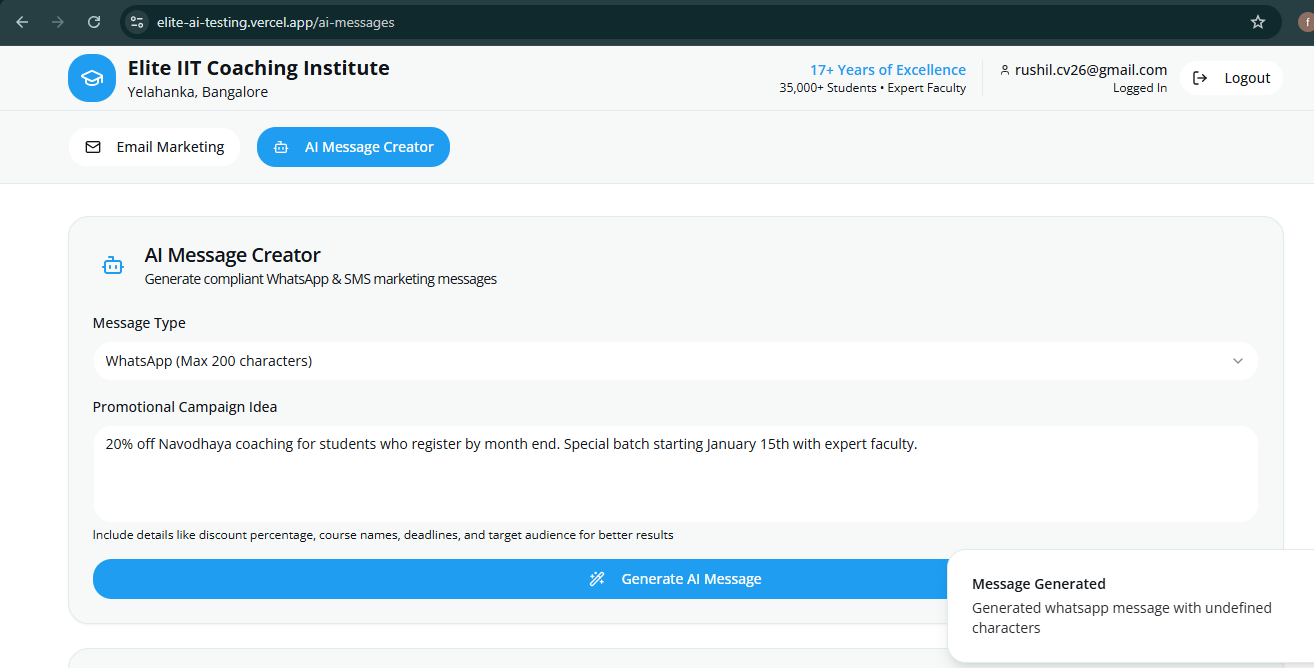 elite-ai-testing.vercel.app/ai-messages
f
Elite IIT Coaching Institute
Yelahanka, Bangalore
17+ Years of Excellence
35,000+ Students • Expert Faculty
rushil.cv26@gmail.com
Logged In
Logout
Email Marketing
AI Message Creator
AI Message Creator
Generate compliant WhatsApp & SMS marketing messages
Message Type
WhatsApp (Max 200 characters)
Promotional Campaign Idea
20% off Navodhaya coaching for students who register by month end. Special batch starting January 15th with expert faculty.
Include details like discount percentage, course names, deadlines, and target audience for better results
Generate AI Message
Message Generated
Generated whatsapp message with undefined
characters